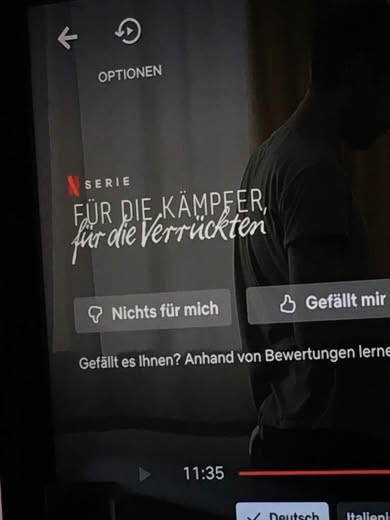 OPTIONEN
N SERIE
FÜR DIE KÄMPFER,
für die Verrückten
Nichts für mich
Gefällt mir
Gefällt es Ihnen? Anhand von Bewertungen lerne
11:35
Deutsch
Italieni